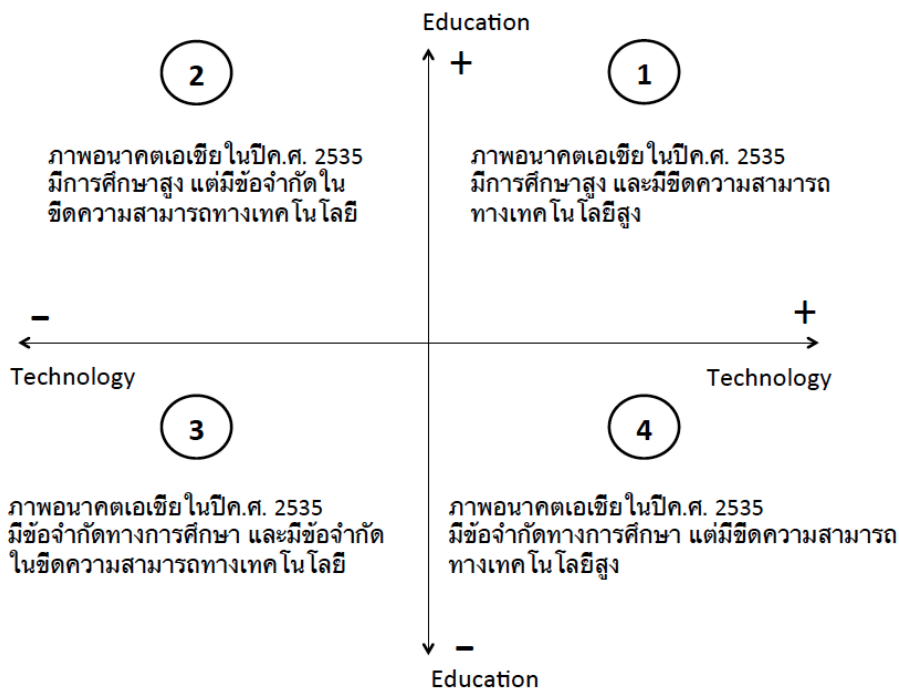 Education
+
2
1
ภาพอนาคตเอเชียในปีค.ศ. 2535
มีการศึกษาสูง แต่มีข้อจำกัดใน
ขีดความสามารถทางเทคโนโลยี
ภาพอนาคตเอเชียในปีค.ศ. 2535
มีการศึกษาสูง และมีขีดความสามารถ
ทางเทคโนโลยีสูง
–
+
Technology
Technology
3
4
ภาพอนาคตเอเชียในปีค.ศ. 2535
มีข้อจำกัดทางการศึกษา และมีข้อจำกัด
ในขีดความสามารถทางเทคโนโลยี
ภาพอนาคตเอเชียในปีค.ศ. 2535
มีข้อจำกัดทางการศึกษา แต่มีขีดความสามารถ
ทางเทคโนโลยีสูง
–
Education